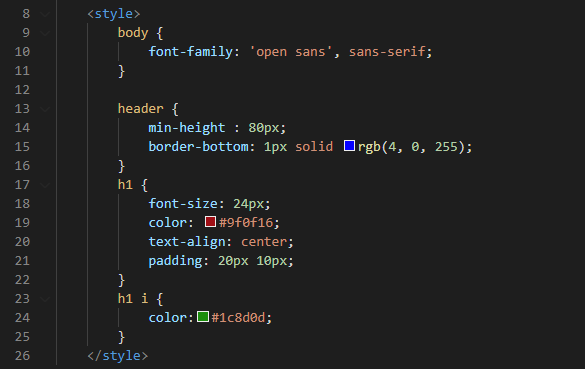 8 <style>
9 body {
10 font-family: 'open sans', sans-serif;
11 }
12
13 header {
14 min-height : 80px;
15 border-bottom: 1px solid rgb(4, 0, 255);
16 }
17 h1 {
18 font-size: 24px;
19 color: #9f0f16;
20 text-align: center;
21 padding: 20px 10px;
22 }
23 h1 i {
24 color:#1c8d0d;
25 }
26 </style>